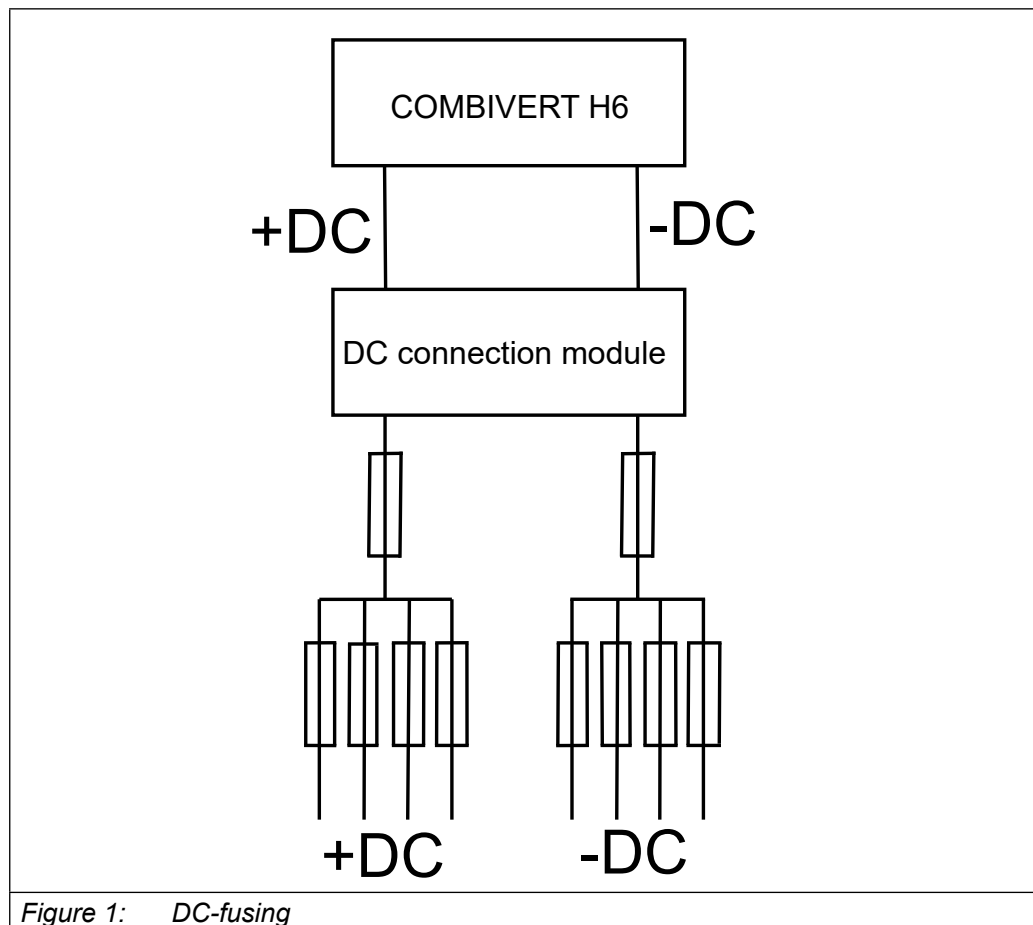 COMBIVERT H6
+DC -DC
DC connection module
+DC -DC
Figure 1: DC-fusing